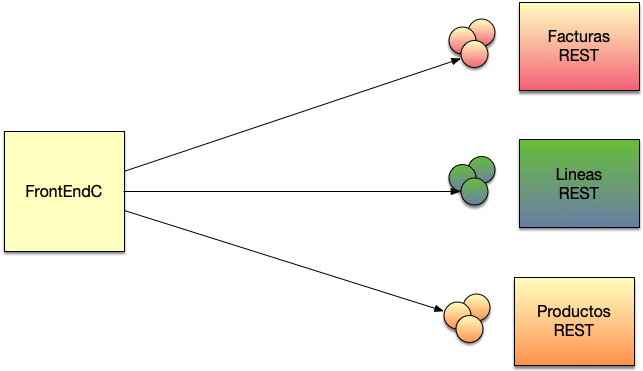 Facturas
REST
FrontEndC
Lineas
REST
Productos
REST